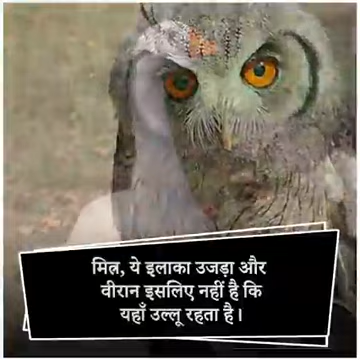 मित्र, ये इलाका उजड़ा और
वीरान इसलिए नहीं है कि
यहाँ उल्लू रहता है।